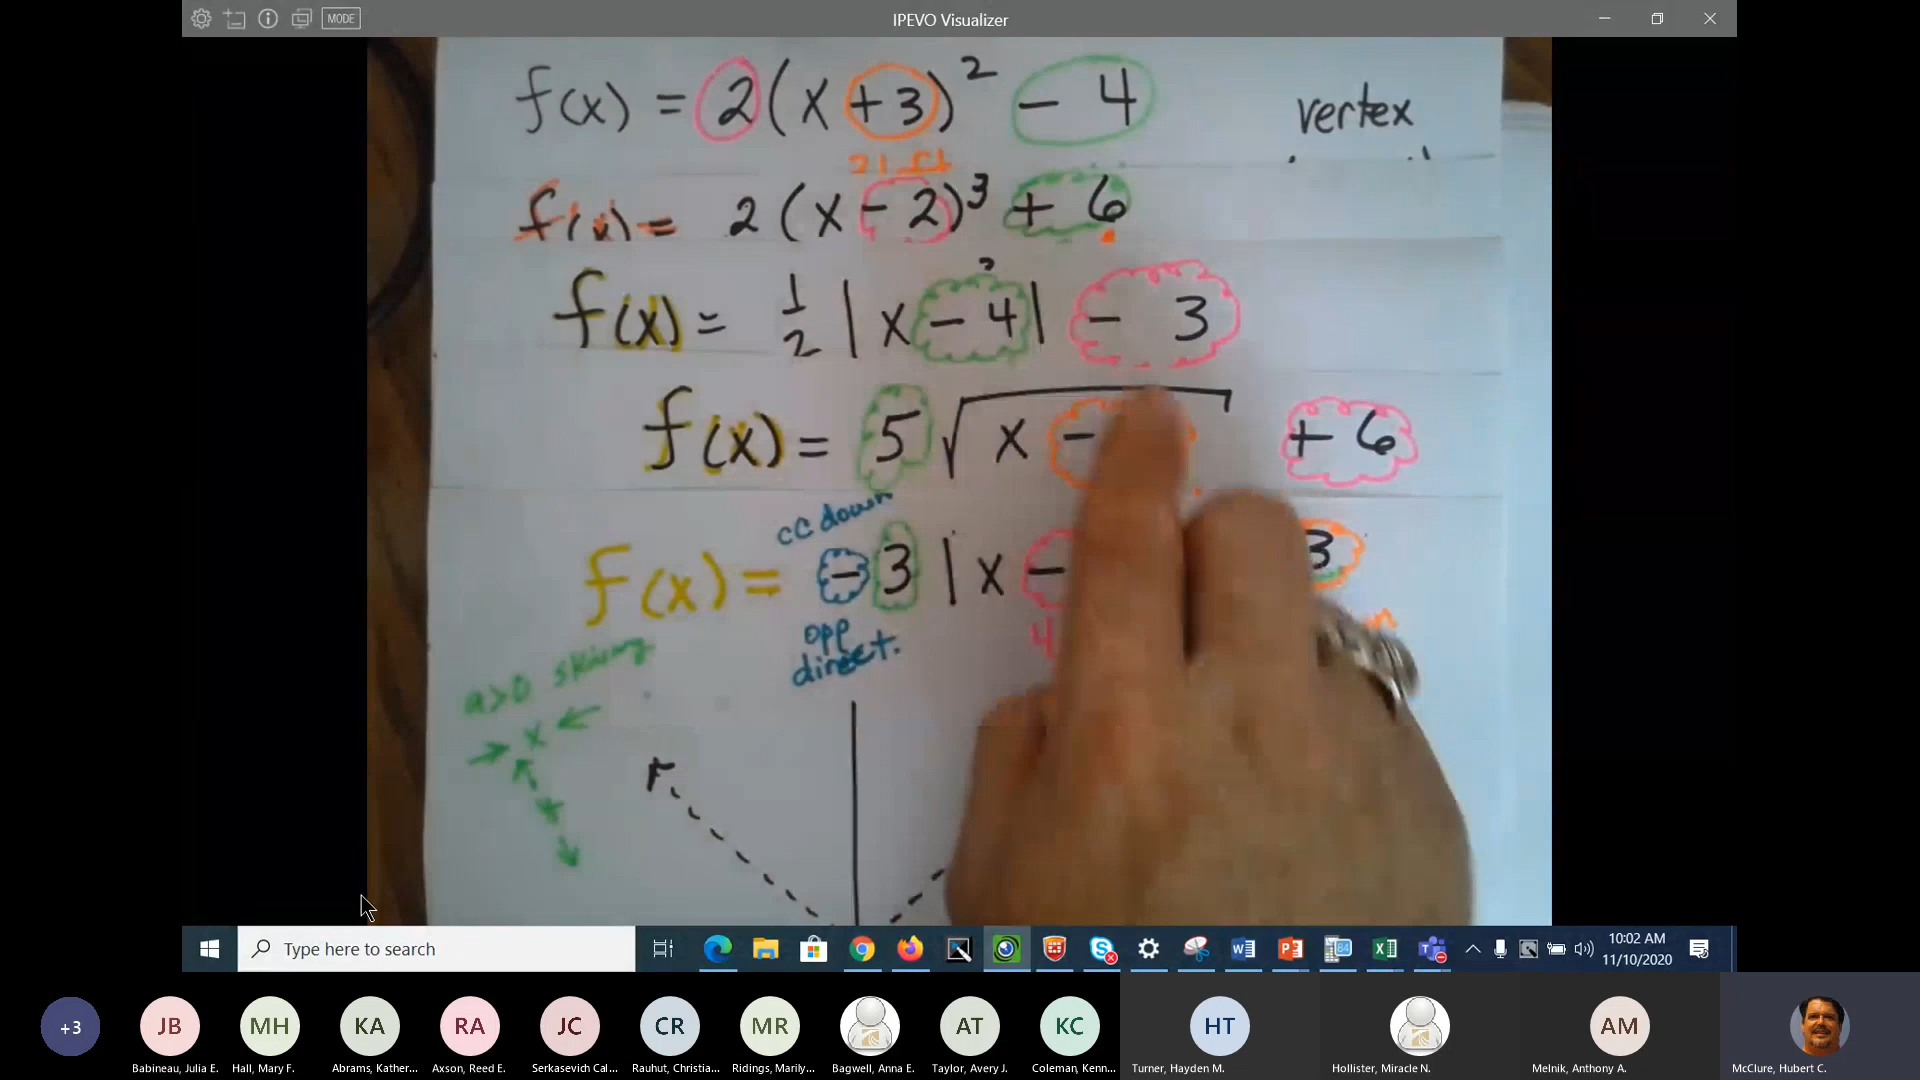 MODE
IPEVO Visualizer
f(x) = 2(x +3)² - 4 vertex
f(x) = 2(x - 2)³ + 6
f(x) = 1/2 |x - 4| - 3
f(x) = 5√x - + 6
cc down
f(x) = - 3 |x - 3
opp
direct.
4
a>0 skinny
x
Type here to search
10:02 AM
11/10/2020
+3
JB
MH
KA
RA
JC
CR
MR
AT
KC
HT
AM
Babineau, Julia E.
Hall, Mary F.
Abrams, Kather...
Axson, Reed E.
Serkasevich Cal...
Rauhut, Christia...
Ridings, Marily...
Bagwell, Anna E.
Taylor, Avery J.
Coleman, Kenn...
Turner, Hayden M.
Hollister, Miracle N.
Melnik, Anthony A.
McClure, Hubert C.